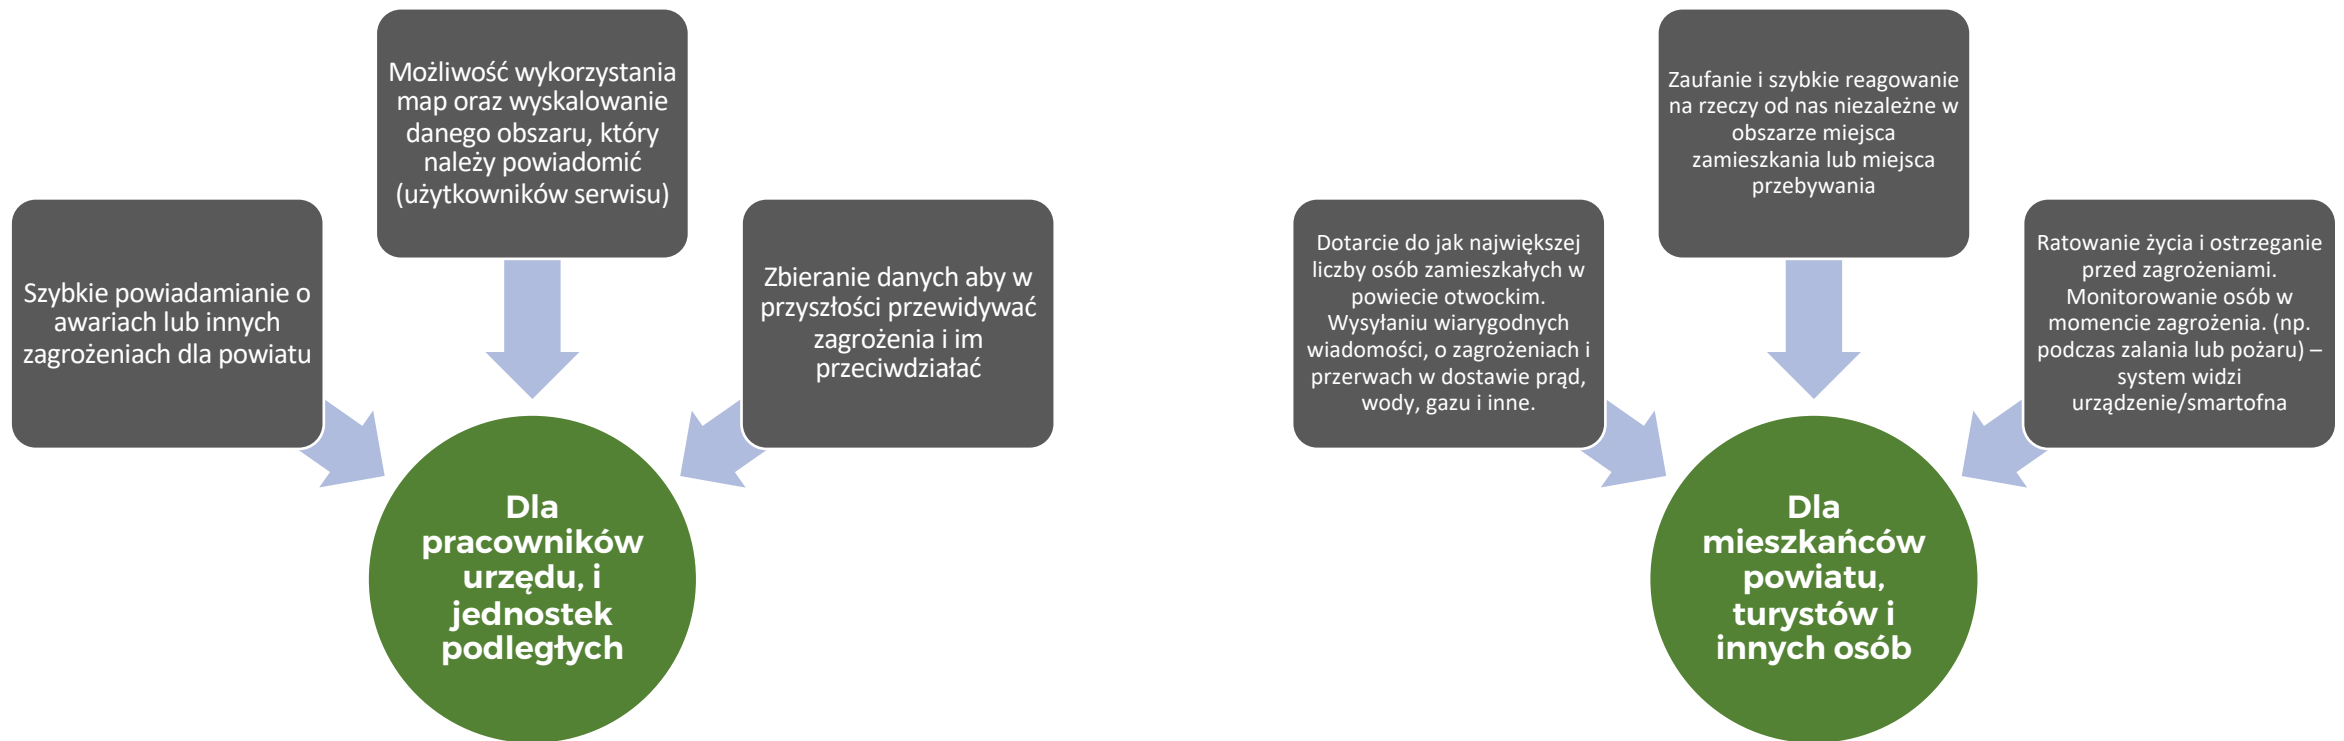 Możliwość wykorzystania
map oraz wyskalowanie
danego obszaru, który
należy powiadomić
(użytkowników serwisu)
Szybkie powiadamianie o
awariach lub innych
zagrożeniach dla powiatu
Zbieranie danych aby w
przyszłości przewidywać
zagrożenia i im
przeciwdziałać
Dla
pracowników
urzędu, i
jednostek
podległych
Zaufanie i szybkie reagowanie
na rzeczy od nas niezależne w
obszarze miejsca
zamieszkania lub miejsca
przebywania
Dotarcie do jak największej
liczby osób zamieszkałych w
powiecie otwockim.
Wysyłaniu wiarygodnych
wiadomości, o zagrożeniach i
przerwach w dostawie prąd,
wody, gazu i inne.
Ratowanie życia i ostrzeganie
przed zagrożeniami.
Monitorowanie osób w
momencie zagrożenia. (np.
podczas zalania lub pożaru) –
system widzi
urządzenie/smartofna
Dla
mieszkańców
powiatu,
turystów i
innych osób